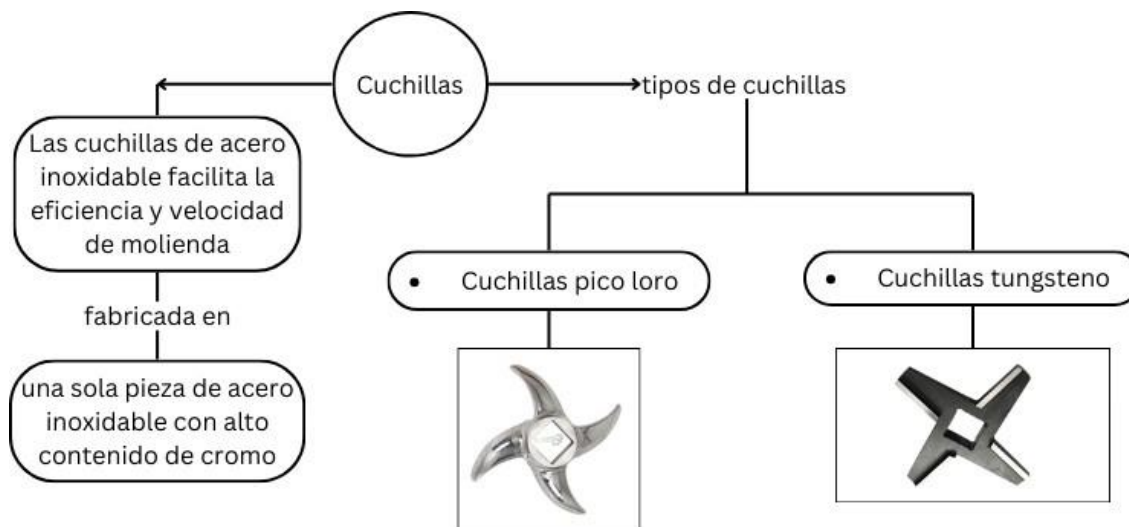 Cuchillas
tipos de cuchillas
Las cuchillas de acero
inoxidable facilita la
eficiencia y velocidad
de molienda
fabricada en
una sola pieza de acero
inoxidable con alto
contenido de cromo
• Cuchillas pico loro
• Cuchillas tungsteno